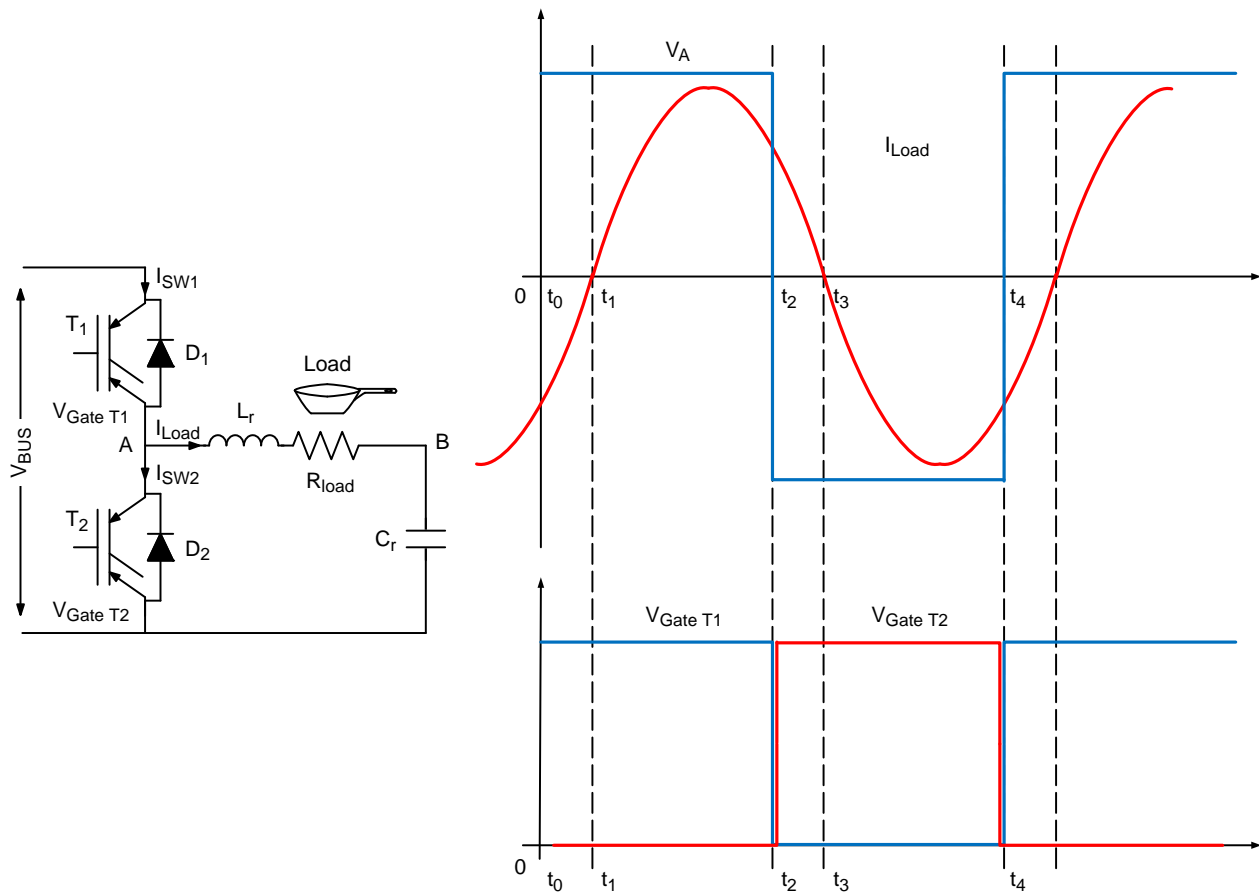 V_BUS
I_SW1
T_1
D_1
V_Gate T1
A
I_Load
L_r
Load
R_load
B
I_SW2
T_2
D_2
C_r
V_Gate T2
V_A
I_Load
0 t_0 t_1 t_2 t_3 t_4
V_Gate T1 V_Gate T2
0
t_0 t_1 t_2 t_3 t_4